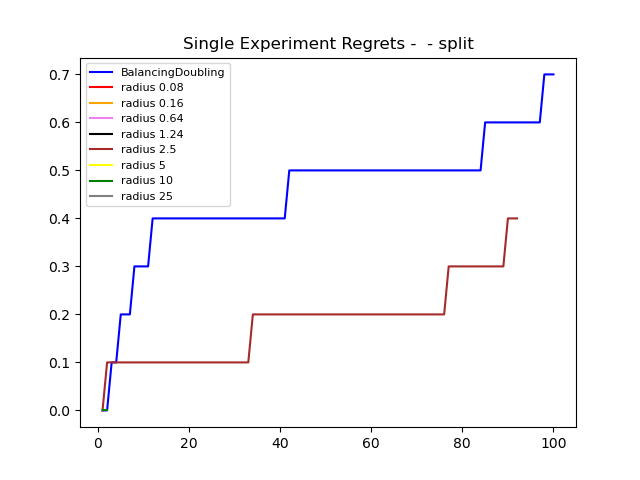 Single Experiment Regrets -  - split
0.7
0.6
0.5
0.4
0.3
0.2
0.1
0.0
BalancingDoubling
radius 0.08
radius 0.16
radius 0.64
radius 1.24
radius 2.5
radius 5
radius 10
radius 25
0 20 40 60 80 100